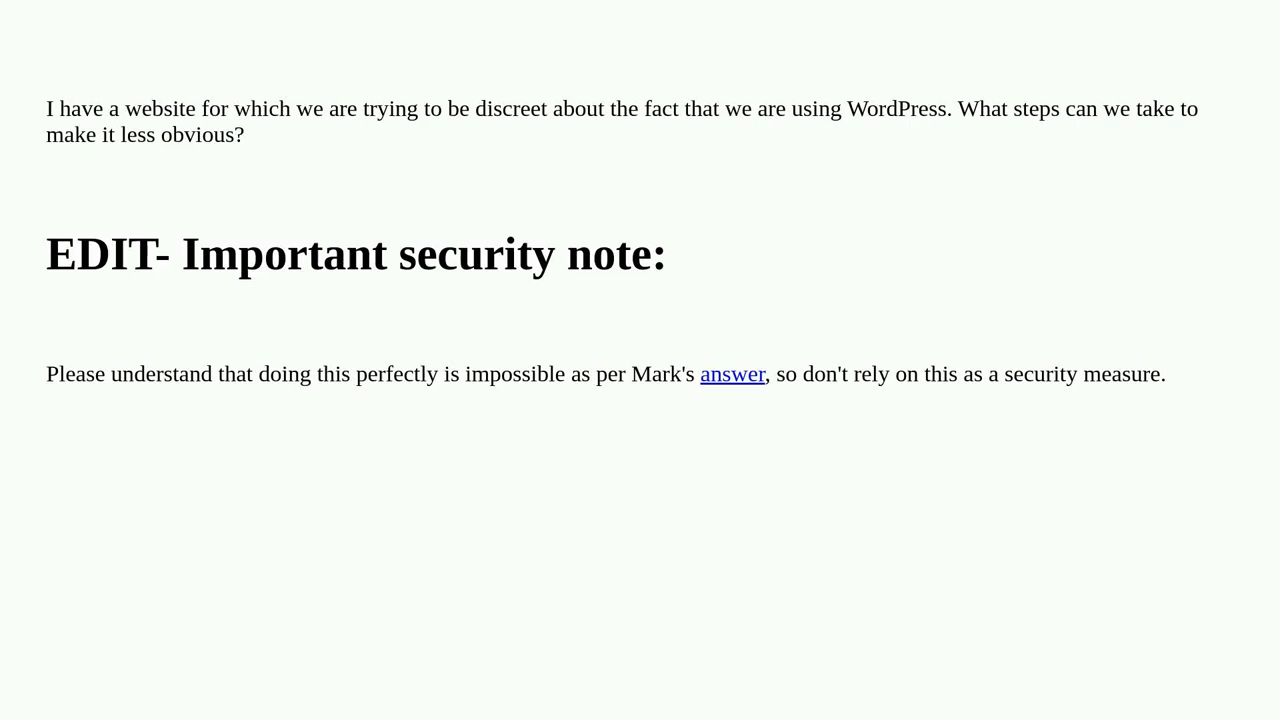 I have a website for which we are trying to be discreet about the fact that we are using WordPress. What steps can we take to
make it less obvious?
EDIT- Important security note:
Please understand that doing this perfectly is impossible as per Mark's answer, so don't rely on this as a security measure.